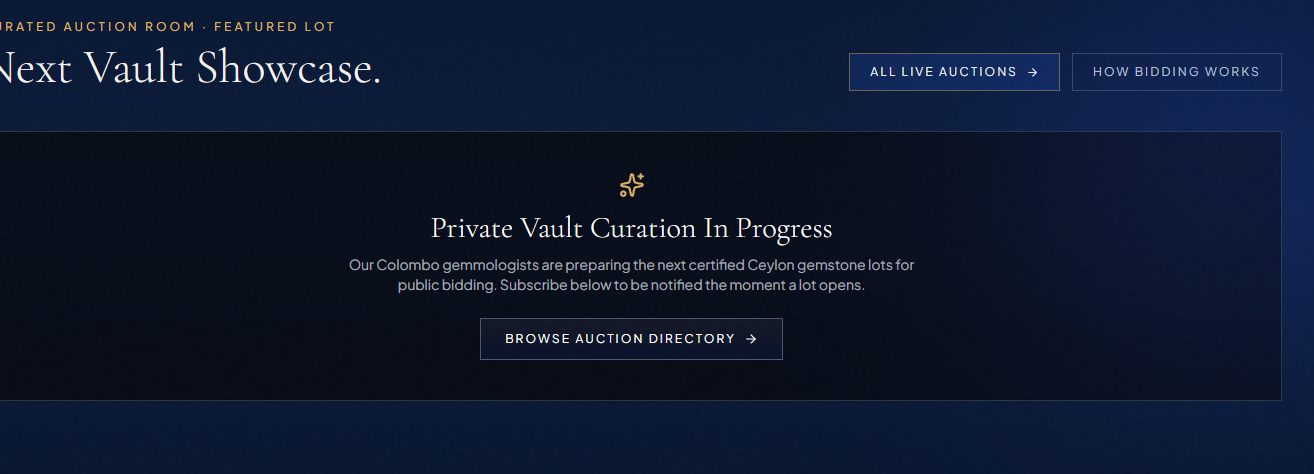 URATED AUCTION ROOM · FEATURED LOT
Next Vault Showcase.
ALL LIVE AUCTIONS →
HOW BIDDING WORKS
Private Vault Curation In Progress
Our Colombo gemmologists are preparing the next certified Ceylon gemstone lots for
public bidding. Subscribe below to be notified the moment a lot opens.
BROWSE AUCTION DIRECTORY →